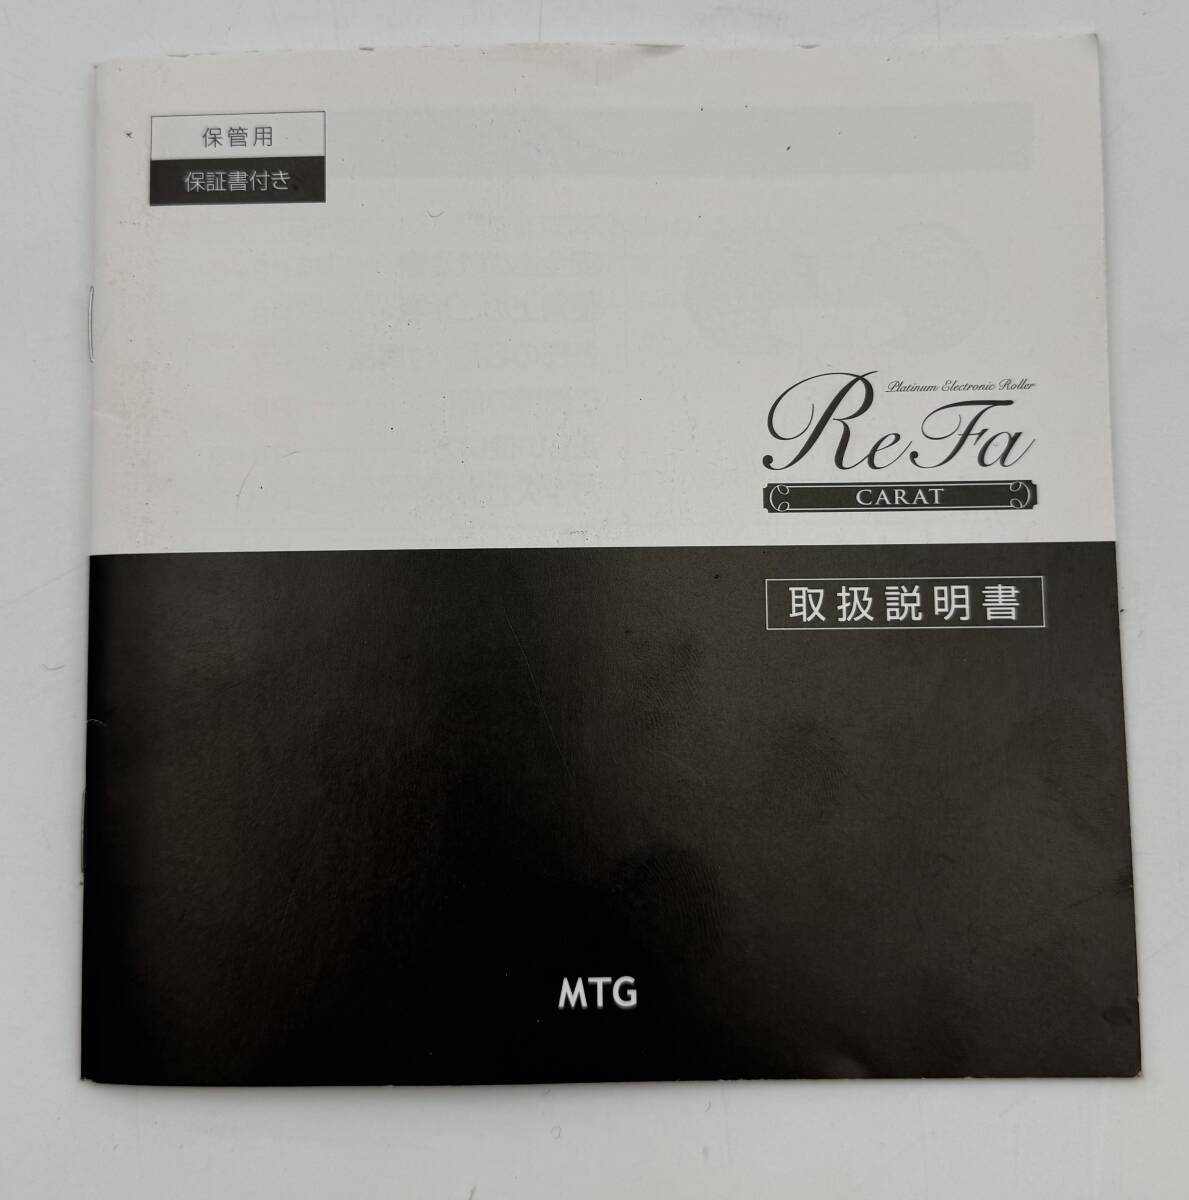 保管用
保証書付き
Platinum Electronic Roller
ReFa
CARAT
取扱説明書
MTG